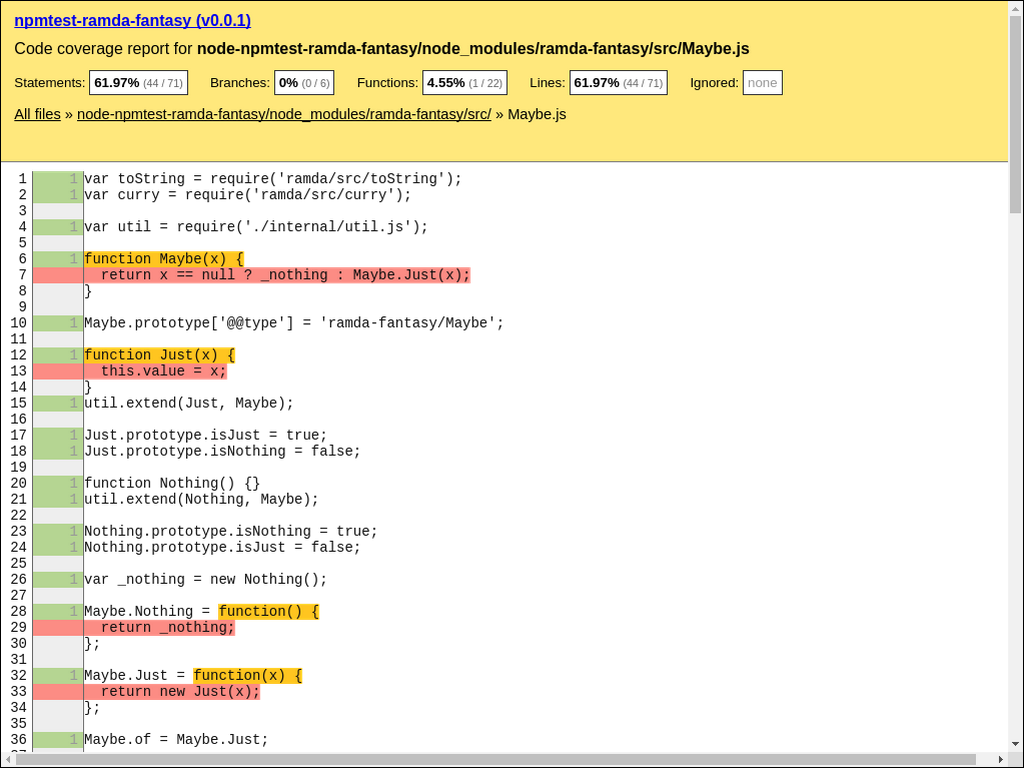 npmtest-ramda-fantasy (v0.0.1)
Code coverage report for node-npmtest-ramda-fantasy/node_modules/ramda-fantasy/src/Maybe.js
Statements: 61.97% (44 / 71) Branches: 0% (0 / 6) Functions: 4.55% (1 / 22) Lines: 61.97% (44 / 71) Ignored: none
All files » node-npmtest-ramda-fantasy/node_modules/ramda-fantasy/src/ » Maybe.js
1 1 var toString = require('ramda/src/toString');
2 1 var curry = require('ramda/src/curry');
3
4 1 var util = require('./internal/util.js');
5
6 1 function Maybe(x) {
7   return x == null ? _nothing : Maybe.Just(x);
8 }
9
10 1 Maybe.prototype['@@type'] = 'ramda-fantasy/Maybe';
11
12 1 function Just(x) {
13   this.value = x;
14 }
15 1 util.extend(Just, Maybe);
16
17 1 Just.prototype.isJust = true;
18 1 Just.prototype.isNothing = false;
19
20 1 function Nothing() {}
21 1 util.extend(Nothing, Maybe);
22
23 1 Nothing.prototype.isNothing = true;
24 1 Nothing.prototype.isJust = false;
25
26 1 var _nothing = new Nothing();
27
28 1 Maybe.Nothing = function() {
29   return _nothing;
30 };
31
32 1 Maybe.Just = function(x) {
33   return new Just(x);
34 };
35
36 1 Maybe.of = Maybe.Just;